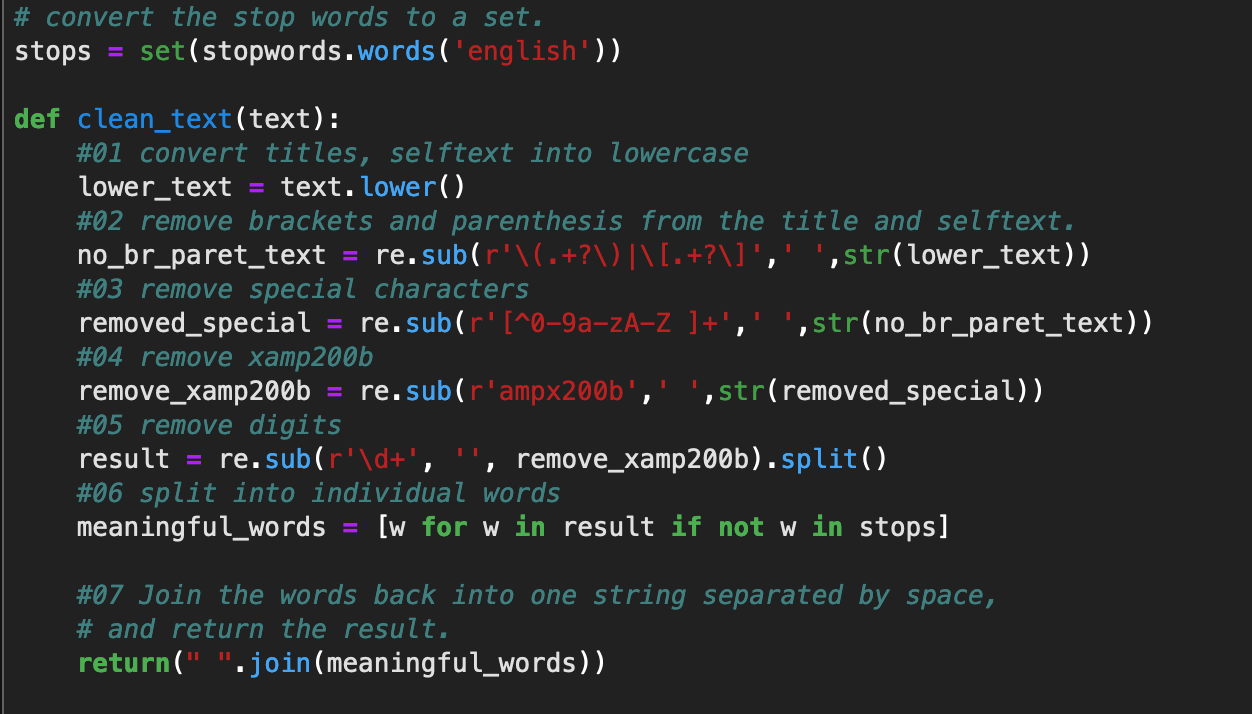 # convert the stop words to a set.
stops = set(stopwords.words('english'))

def clean_text(text):
    #01 convert titles, selftext into lowercase
    lower_text = text.lower()
    #02 remove brackets and parenthesis from the title and selftext.
    no_br_paret_text = re.sub(r'\(.+?\)|\[.+?\]',' ',str(lower_text))
    #03 remove special characters
    removed_special = re.sub(r'[^0-9a-zA-Z ]+',' ',str(no_br_paret_text))
    #04 remove xamp200b
    remove_xamp200b = re.sub(r'ampx200b',' ',str(removed_special))
    #05 remove digits
    result = re.sub(r'\d+', '', remove_xamp200b).split()
    #06 split into individual words
    meaningful_words = [w for w in result if not w in stops]

    #07 Join the words back into one string separated by space,
    # and return the result.
    return(" ".join(meaningful_words))